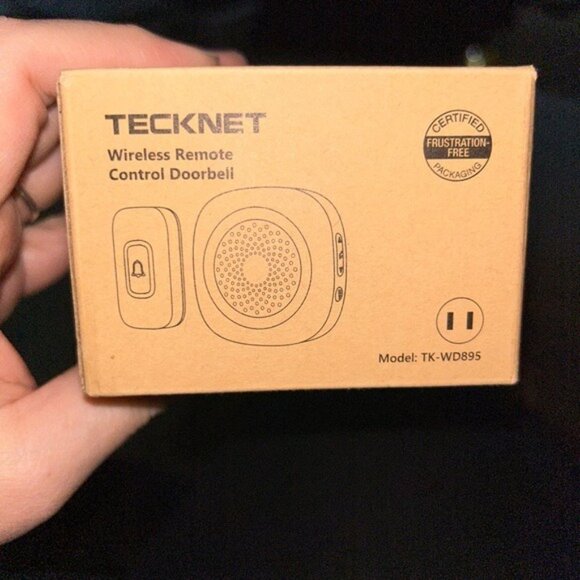 TECKNET
Wireless Remote
Control Doorbell
CERTIFIED
FRUSTRATION-
FREE
PACKAGING
Model: TK-WD895